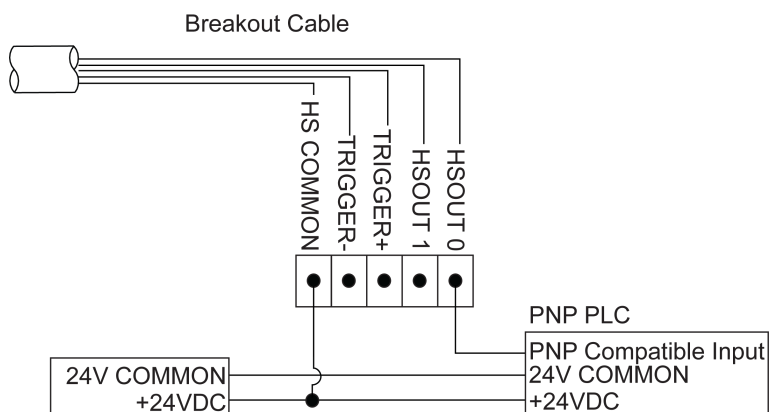 Breakout Cable
HS COMMON
TRIGGER-
TRIGGER+
HSOUT 1
HSOUT 0
PNP PLC
PNP Compatible Input
24V COMMON
+24VDC
24V COMMON
+24VDC